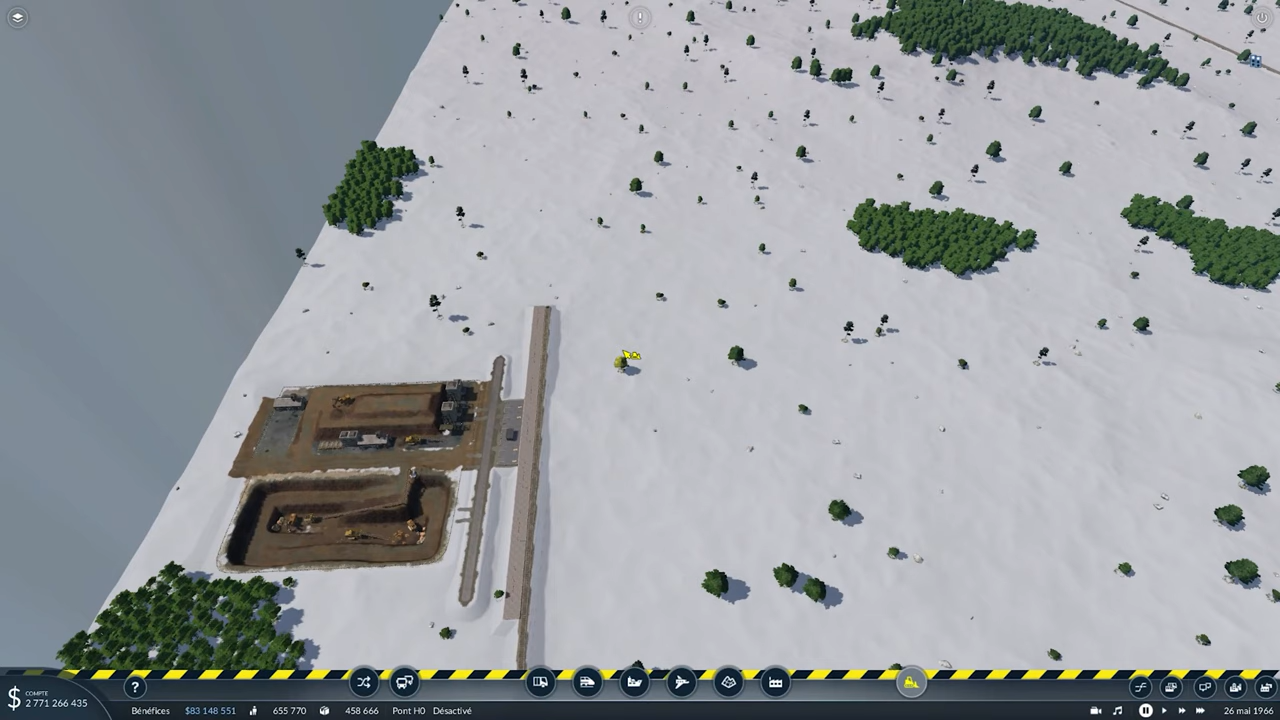 ?
$ COMPTE
2 771 266 435
Bénéfices $83 148 551 655 770 458 666 Pont H0 Désactivé 26 mai 1966